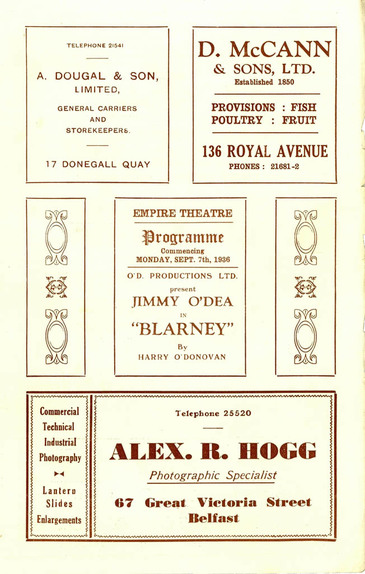 TELEPHONE 21541
A. DOUGAL & SON,
LIMITED,
GENERAL CARRIERS
AND
STOREKEEPERS.
17 DONEGALL QUAY
D. McCANN
& SONS, LTD.
Established 1850
PROVISIONS : FISH
POULTRY : FRUIT
136 ROYAL AVENUE
PHONES : 21681-2
EMPIRE THEATRE
Programme
Commencing
MONDAY, SEPT. 7th, 1936
O'D. PRODUCTIONS LTD.
present
JIMMY O'DEA
IN
"BLARNEY"
By
HARRY O'DONOVAN
Commercial
Technical
Industrial
Photography
Lantern
Slides
Enlargements
Telephone 25520
ALEX. R. HOGG
Photographic Specialist
67 Great Victoria Street
Belfast